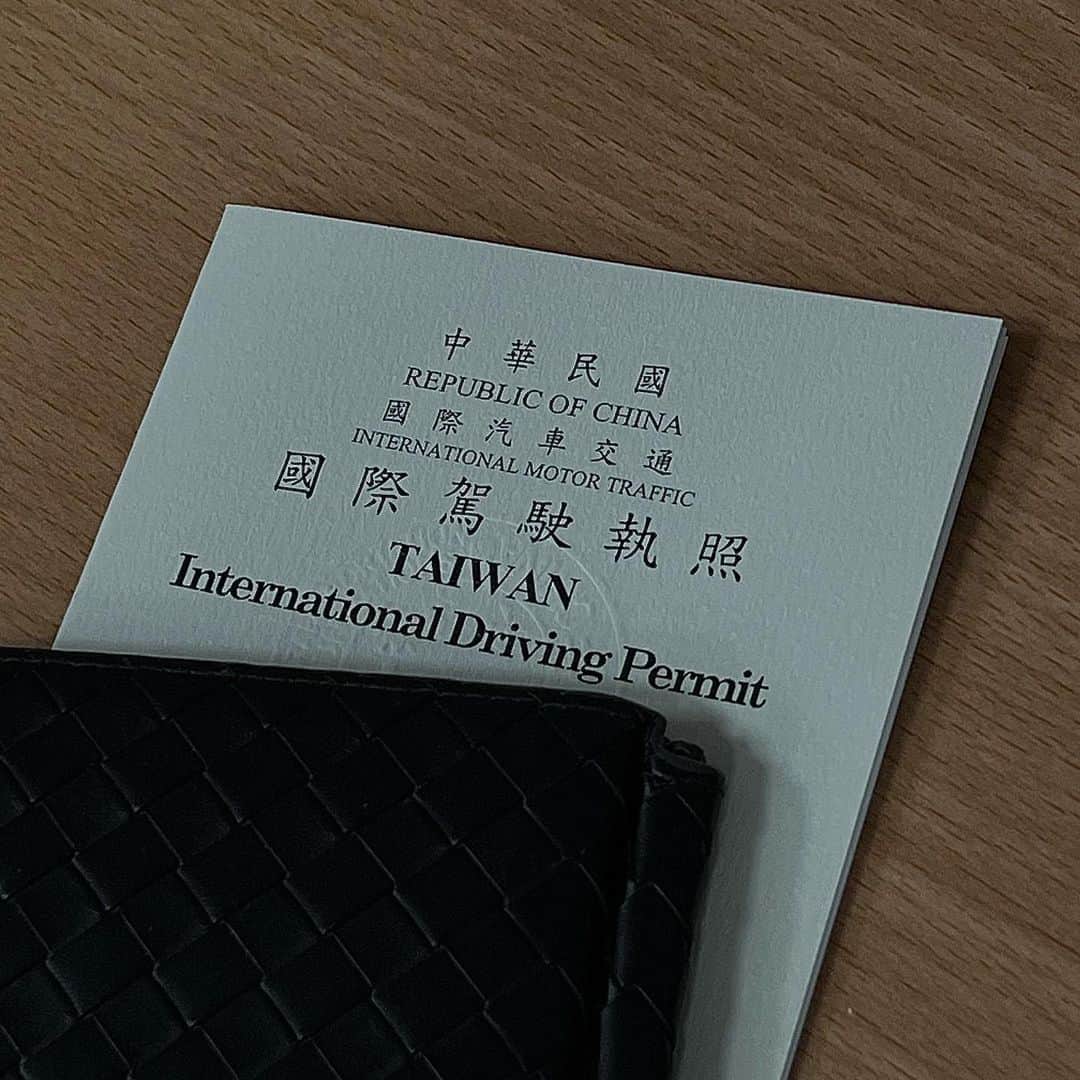 中華民國
REPUBLIC OF CHINA
國際汽車交通
INTERNATIONAL MOTOR TRAFFIC
國際駕駛執照
TAIWAN
International Driving Permit